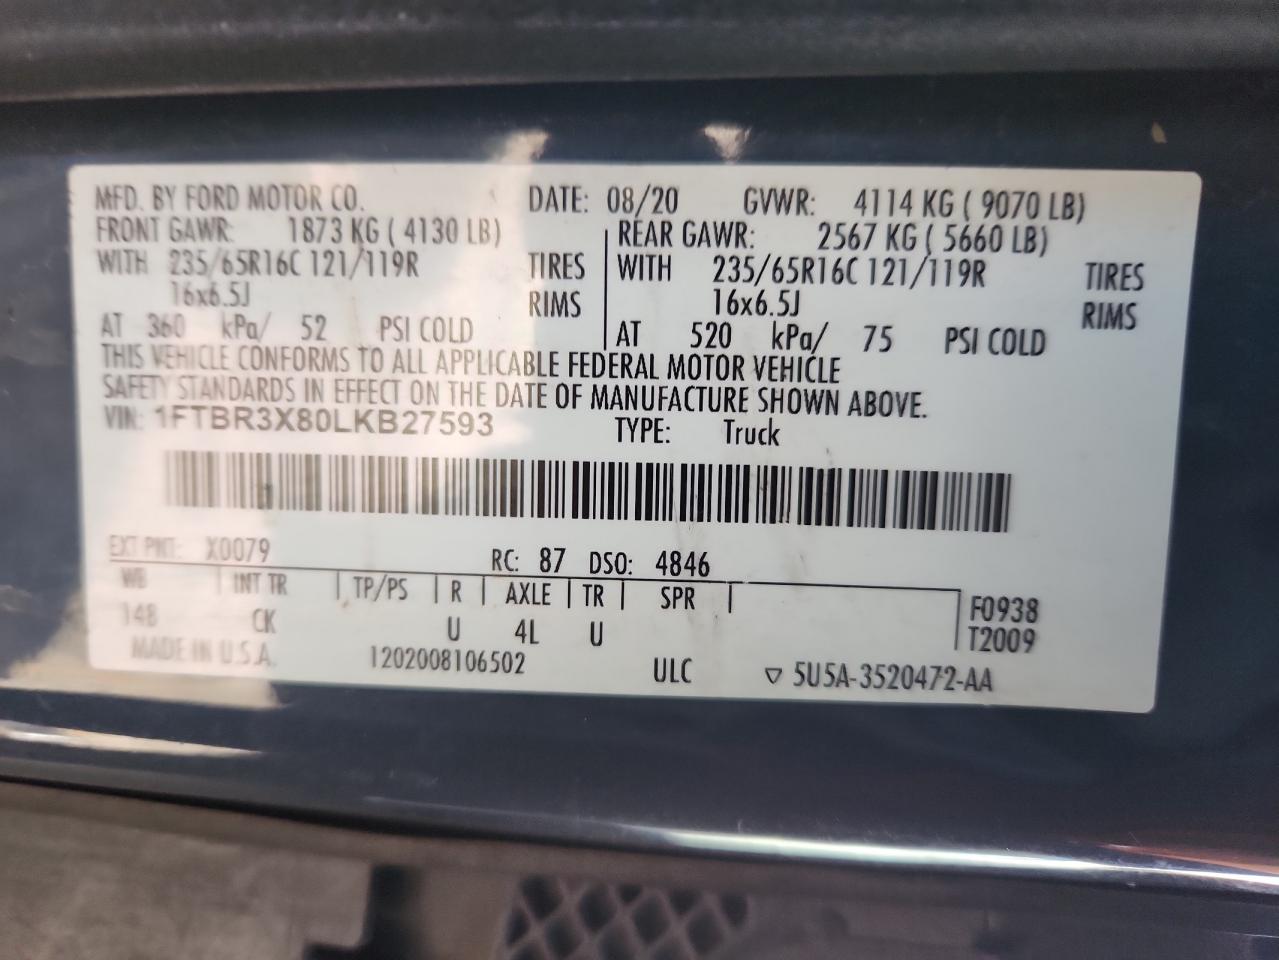 MFD. BY FORD MOTOR CO. DATE: 08/20 GVWR: 4114 KG ( 9070 LB)
FRONT GAWR: 1873 KG ( 4130 LB) REAR GAWR: 2567 KG ( 5660 LB)
WITH 235/65R16C 121/119R TIRES WITH 235/65R16C 121/119R TIRES
16x6.5J RIMS 16x6.5J RIMS
AT 360 kPa/ 52 PSI COLD AT 520 kPa/ 75 PSI COLD
THIS VEHICLE CONFORMS TO ALL APPLICABLE FEDERAL MOTOR VEHICLE
SAFETY STANDARDS IN EFFECT ON THE DATE OF MANUFACTURE SHOWN ABOVE.
VIN: 1FTBR3X80LKB27593 TYPE: Truck
EXT PNT: X0079 RC: 87 DSO: 4846
WB INT TR TP/PS R AXLE TR SPR F0938
148 CK U 4L U T2009
MADE IN U.S.A. 1202008106502 ULC ▽ 5U5A-3520472-AA